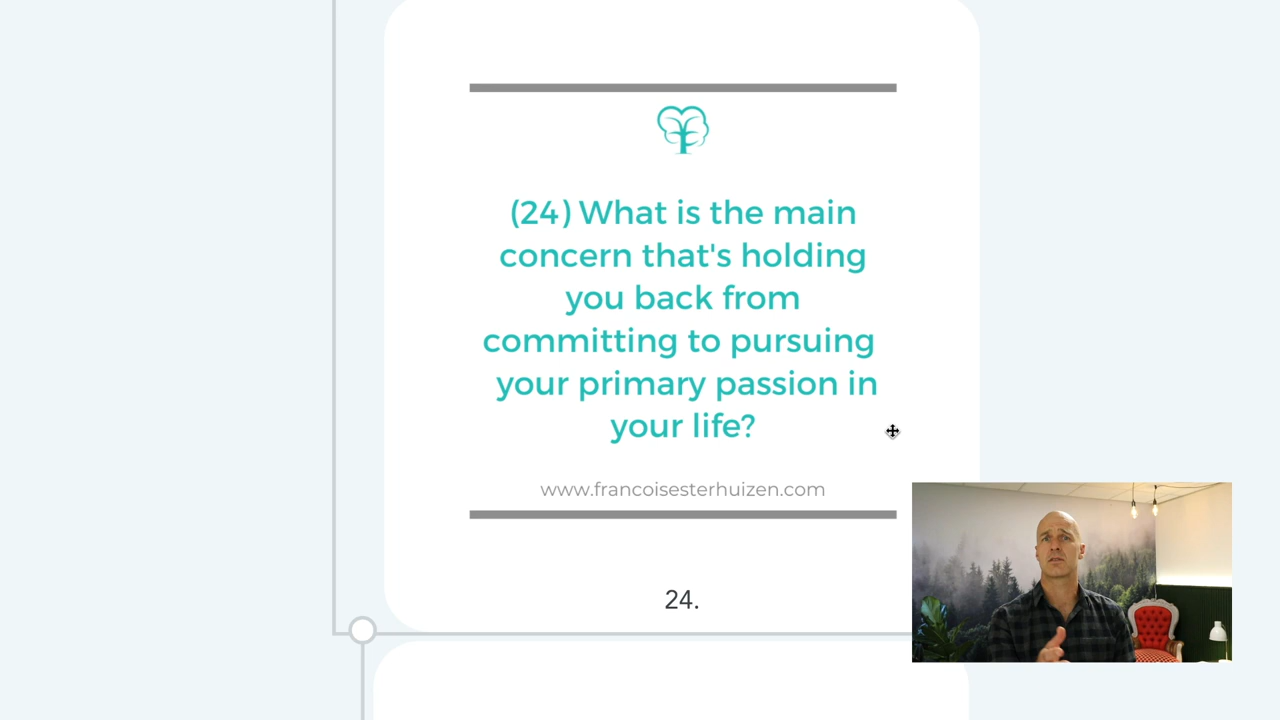 (24) What is the main
concern that's holding
you back from
committing to pursuing
your primary passion in
your life?
www.francoisesterhuizen.com
24.